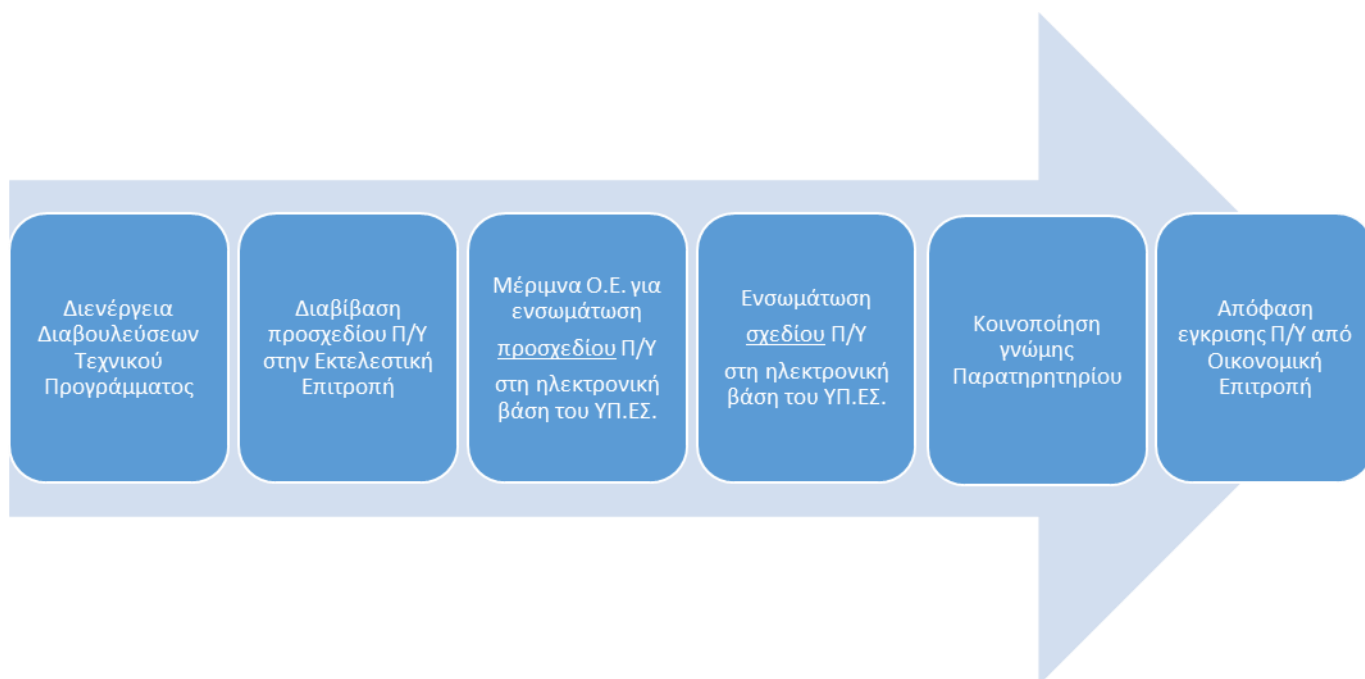 Διενέργεια
Διαβουλεύσεων
Τεχνικού
Προγράμματος
Διαβίβαση
προσχεδίου Π/Υ
στην Εκτελεστική
Επιτροπή
Μέριμνα Ο.Ε. για
ενσωμάτωση
προσχεδίου Π/Υ
στη ηλεκτρονική
βάση του ΥΠ.ΕΣ.
Ενσωμάτωση
σχεδίου Π/Υ
στη ηλεκτρονική
βάση του ΥΠ.ΕΣ.
Κοινοποίηση
γνώμης
Παρατηρητηρίου
Απόφαση
εγκρισης Π/Υ από
Οικονομική
Επιτροπή